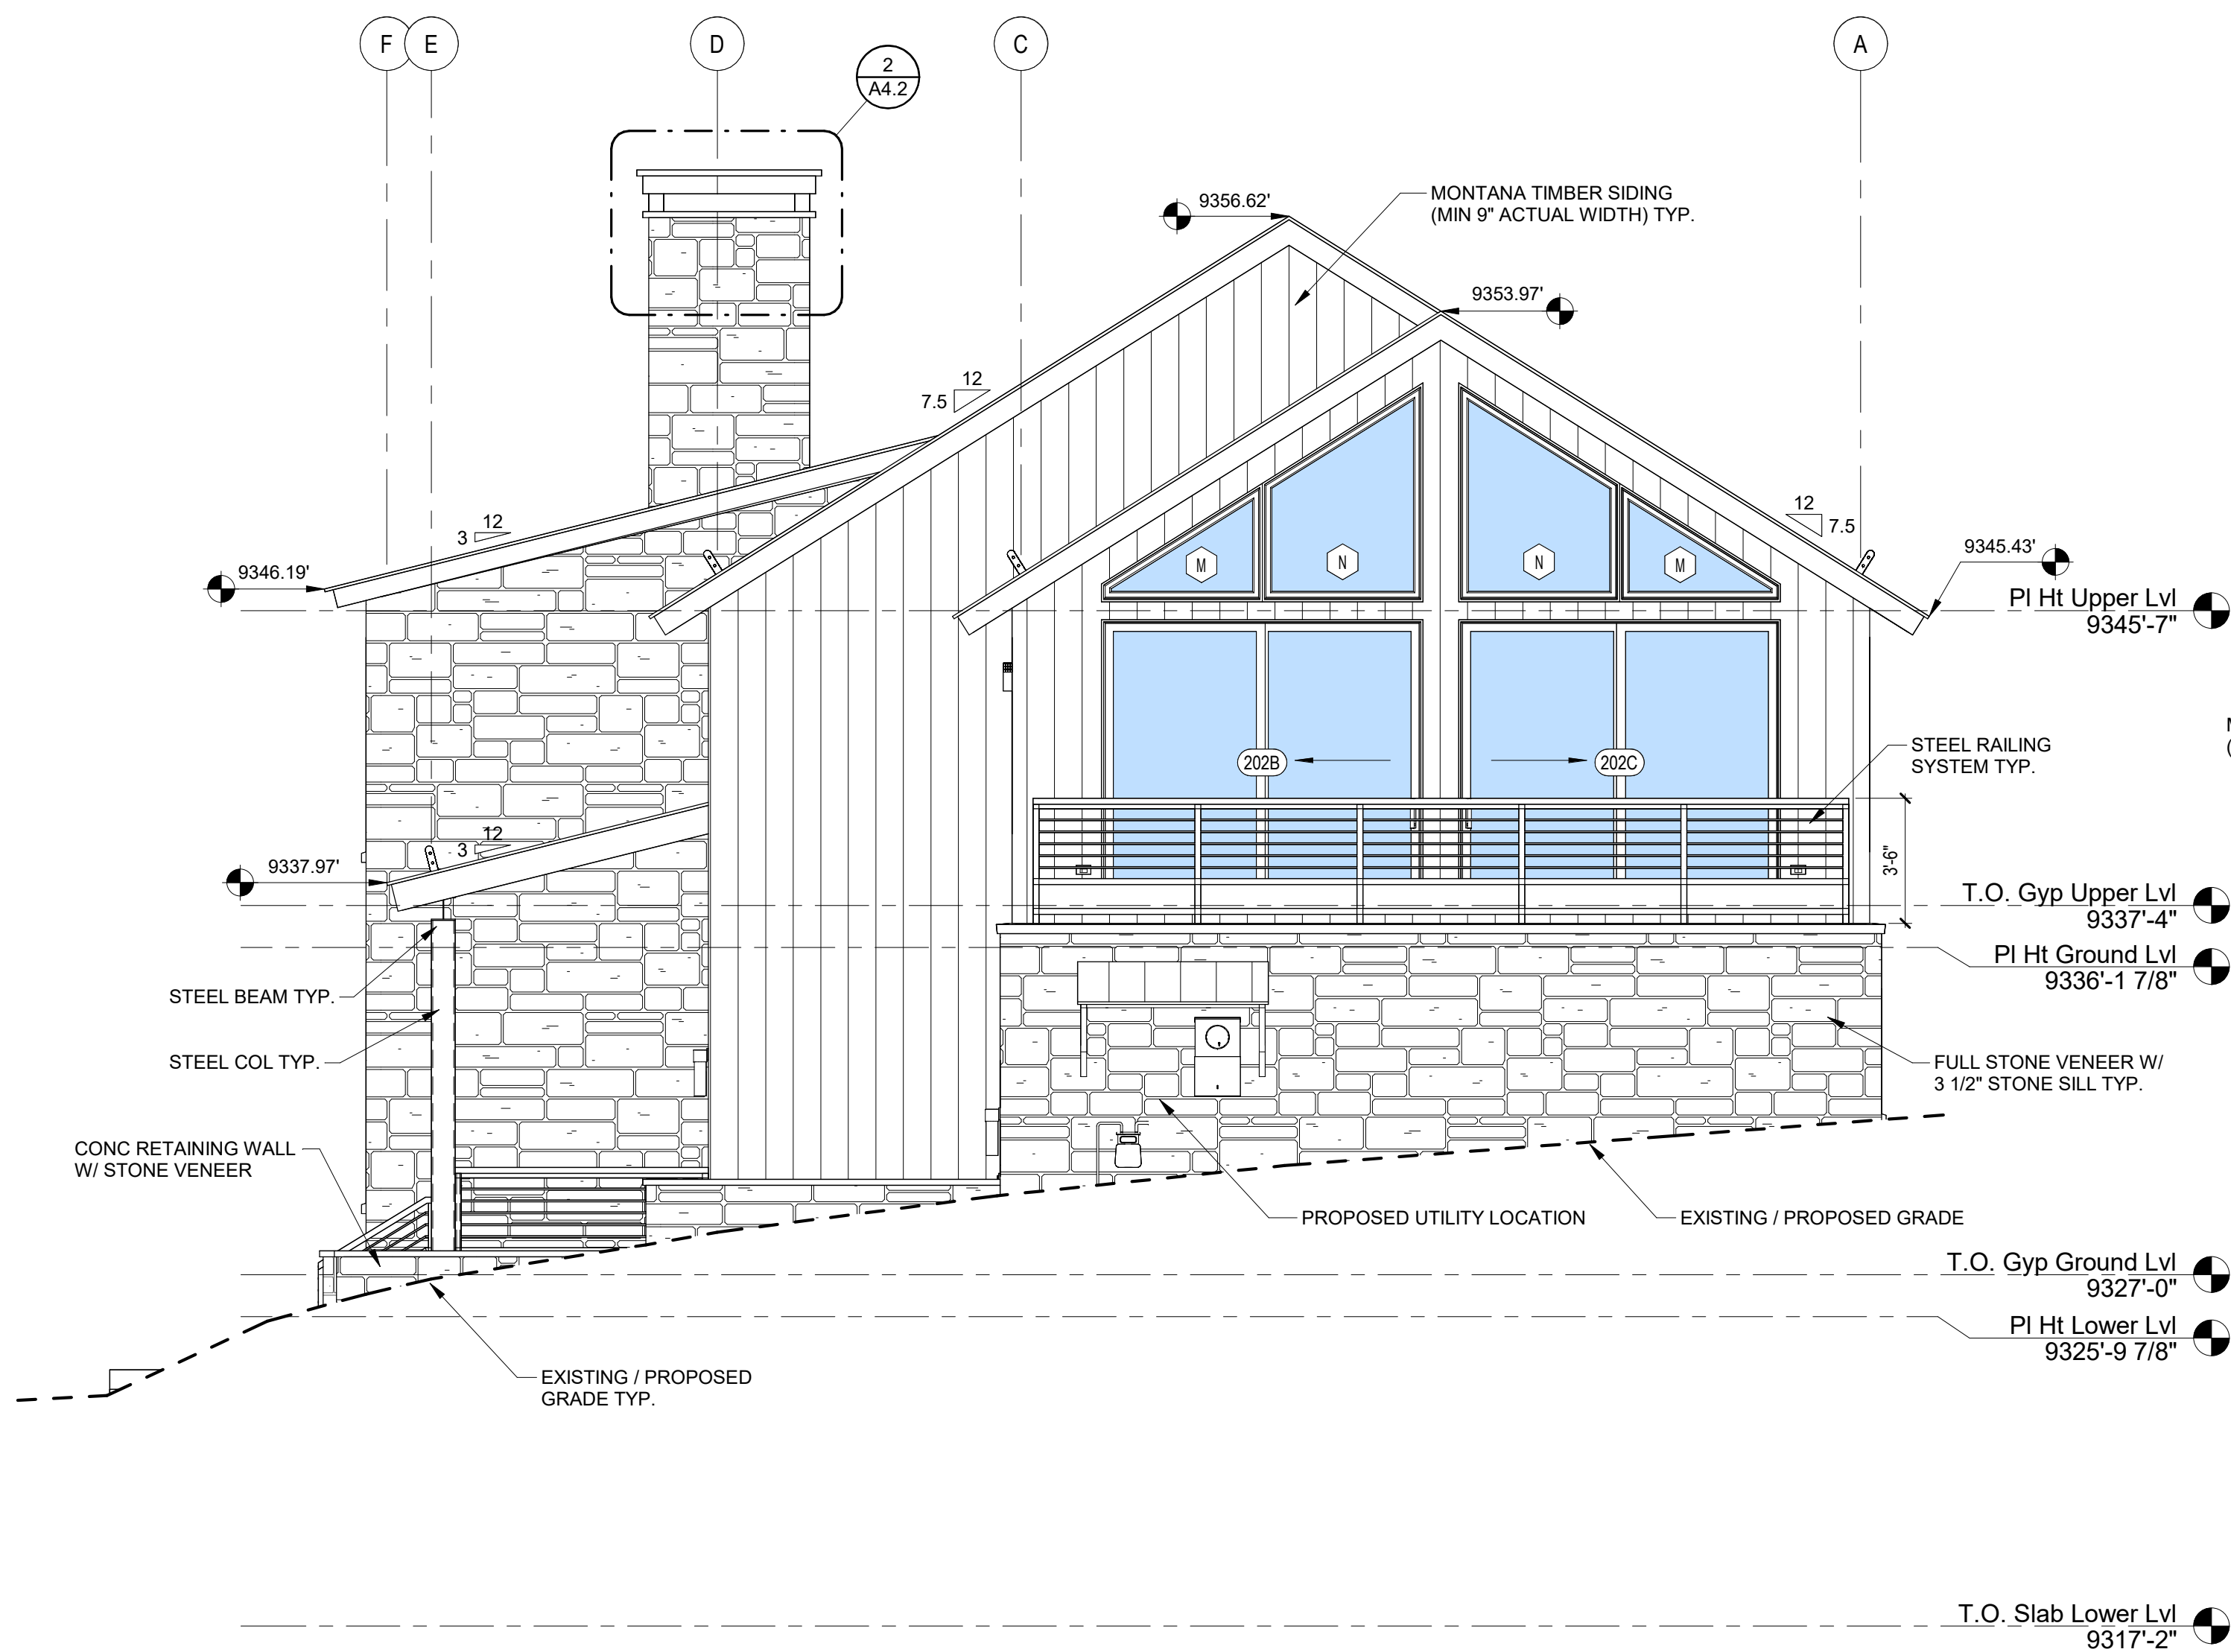 F
E
D
C
A
2
A4.2
9356.62'
MONTANA TIMBER SIDING
(MIN 9" ACTUAL WIDTH) TYP.
9353.97'
12
7.5
12
3
12
7.5
9346.19'
9345.43'
M
N
N
M
Pl Ht Upper Lvl
9345'-7"
202B
202C
STEEL RAILING
SYSTEM TYP.
12
3
9337.97'
3'-6"
T.O. Gyp Upper Lvl
9337'-4"
Pl Ht Ground Lvl
9336'-1 7/8"
STEEL BEAM TYP.
STEEL COL TYP.
FULL STONE VENEER W/
3 1/2" STONE SILL TYP.
CONC RETAINING WALL
W/ STONE VENEER
PROPOSED UTILITY LOCATION
EXISTING / PROPOSED GRADE
T.O. Gyp Ground Lvl
9327'-0"
Pl Ht Lower Lvl
9325'-9 7/8"
EXISTING / PROPOSED
GRADE TYP.
T.O. Slab Lower Lvl
9317'-2"